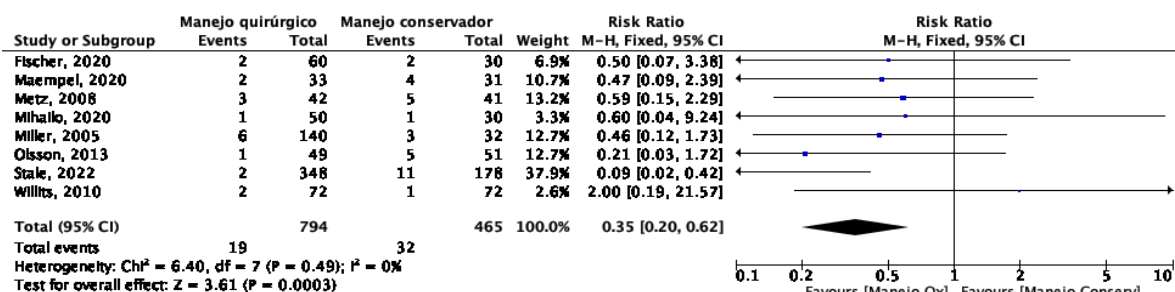 Manejo quirúrgico Manejo conservador Risk Ratio Risk Ratio
Study or Subgroup Events Total Events Total Weight M-H, Fixed, 95% CI M-H, Fixed, 95% CI
Fischer, 2020 2 60 2 30 6.9% 0.50 [0.07, 3.38]
Maempel, 2020 2 33 4 31 10.7% 0.47 [0.09, 2.39]
Metz, 2008 3 42 5 41 13.2% 0.59 [0.15, 2.29]
Mihailo, 2020 1 50 1 30 3.3% 0.60 [0.04, 9.24]
Miller, 2005 6 140 3 32 12.7% 0.46 [0.12, 1.73]
Olsson, 2013 1 49 5 51 12.7% 0.21 [0.03, 1.72]
Stale, 2022 2 348 11 178 37.9% 0.09 [0.02, 0.42]
Willits, 2010 2 72 1 72 2.6% 2.00 [0.19, 21.57]
Total (95% CI) 794 465 100.0% 0.35 [0.20, 0.62]
Total events 19 32
Heterogeneity: Chi² = 6.40, df = 7 (P = 0.49); I² = 0%
Test for overall effect: Z = 3.61 (P = 0.0003)
0.1 0.2 0.5 1 2 5 10
Favours [Manejo Qx] Favours [Manejo Conserv]